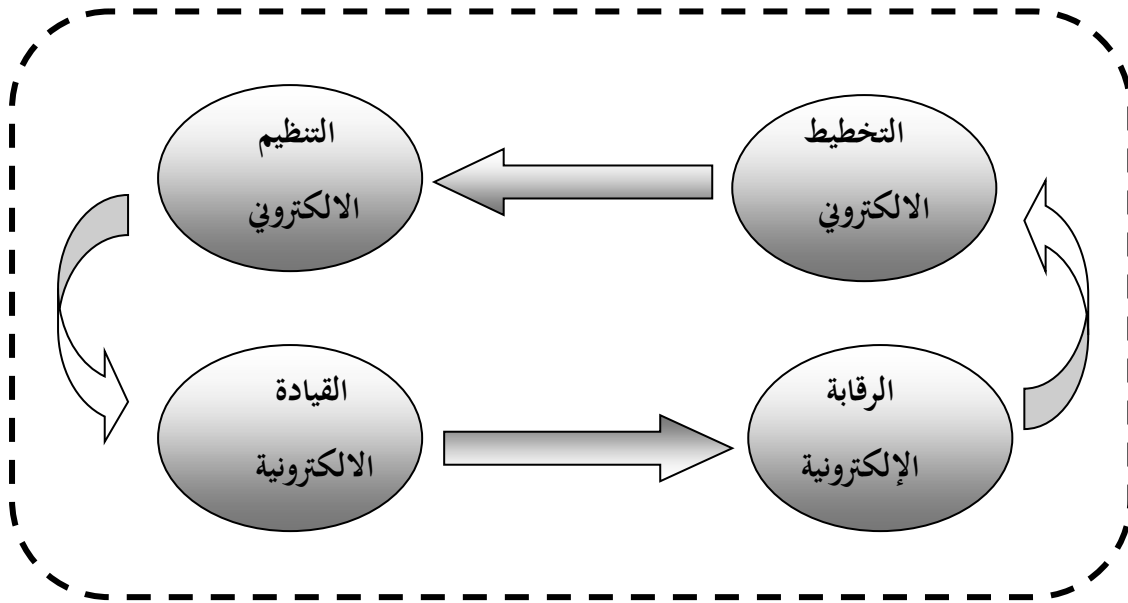 التخطيط
الالكتروني
التنظيم
الالكتروني
القيادة
الالكترونية
الرقابة
الإلكترونية